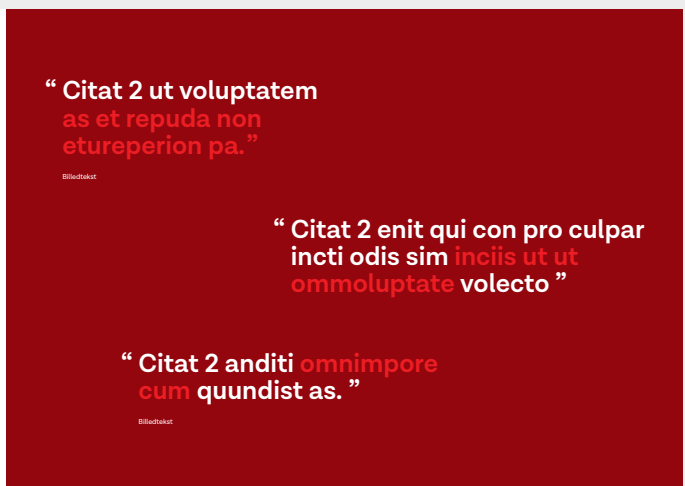 “ Citat 2 ut voluptatem
as et repuda non
etureperion pa.”
Billedtekst
“ Citat 2 enit qui con pro culpar
incti odis sim inciis ut ut
ommoluptate volecto ”
“ Citat 2 anditi omnimpore
cum quundist as. ”
Billedtekst